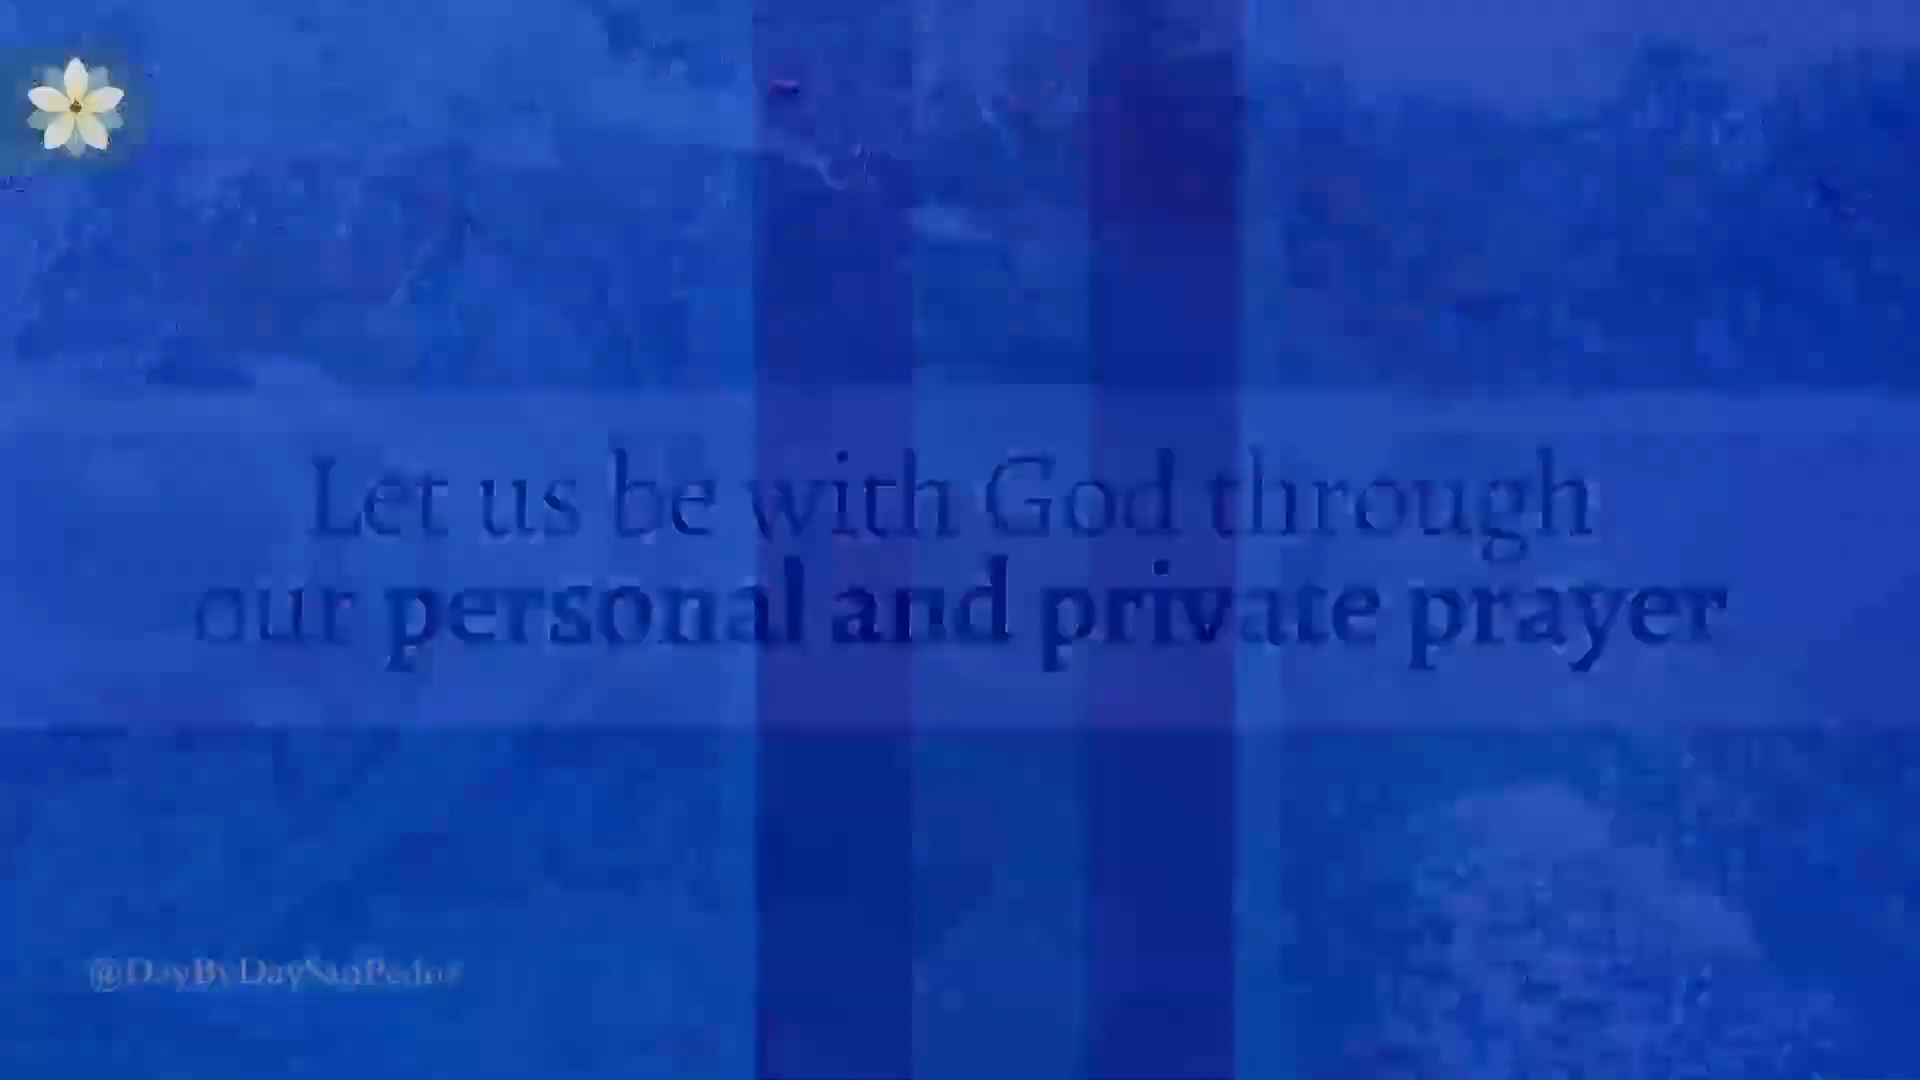 Let us be with God through
our personal and private prayer
@DayByDaySanPedro